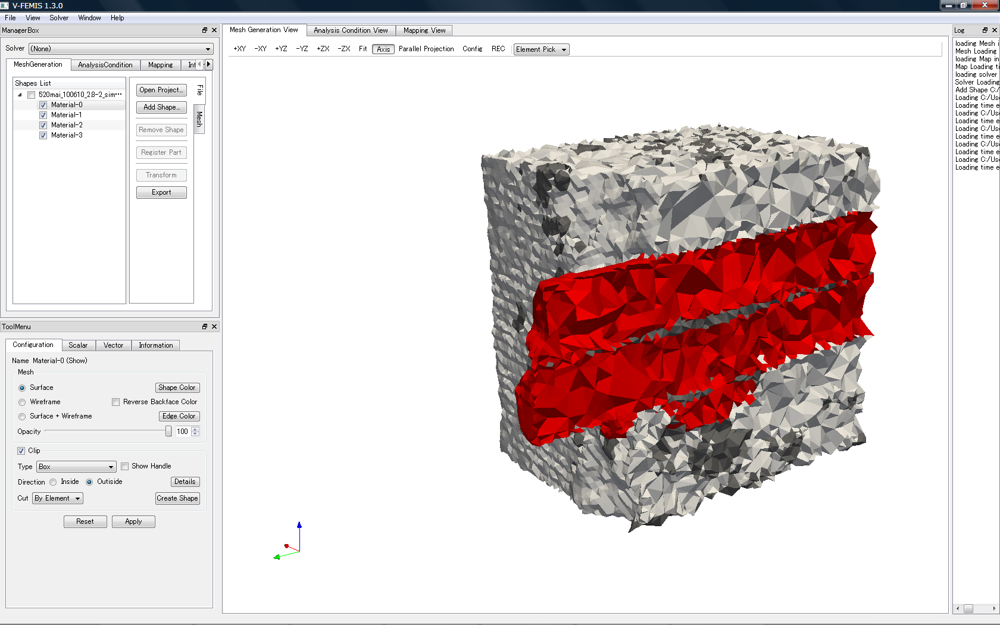 V-FEMIS 1.3.0
File View Solver Window Help
ManagerBox
Solver (None)
MeshGeneration AnalysisCondition Mapping
Shapes List
520mai_100610_2.8-2_sim...
Material-0
Material-1
Material-2
Material-3
File
Mesh
Open Project...
Add Shape...
Remove Shape
Register Part
Transform
Export
ToolMenu
Configuration Scalar Vector Information
Name Material-0 (Show)
Mesh
Surface Shape Color
Wireframe Reverse Backface Color
Surface + Wireframe Edge Color
Opacity 100
Clip
Type Box Show Handle
Direction Inside Outiside Details
Cut By Element Create Shape
Reset Apply
Mesh Generation View Analysis Condition View Mapping View
+XY -XY +YZ -YZ +ZX -ZX Fit Axis Parallel Projection Config REC Element Pick
Log
loading Mesh i
Mesh Loading
loading Map in
Map Loading ti
loading solver
Solver Loading
Add Shape C:/
Loading C:/Us
Loading time e
Loading C:/Us
Loading time e
Loading C:/Us
Loading time e
Loading C:/Us
Loading time e
Loading C:/Us
Loading time e